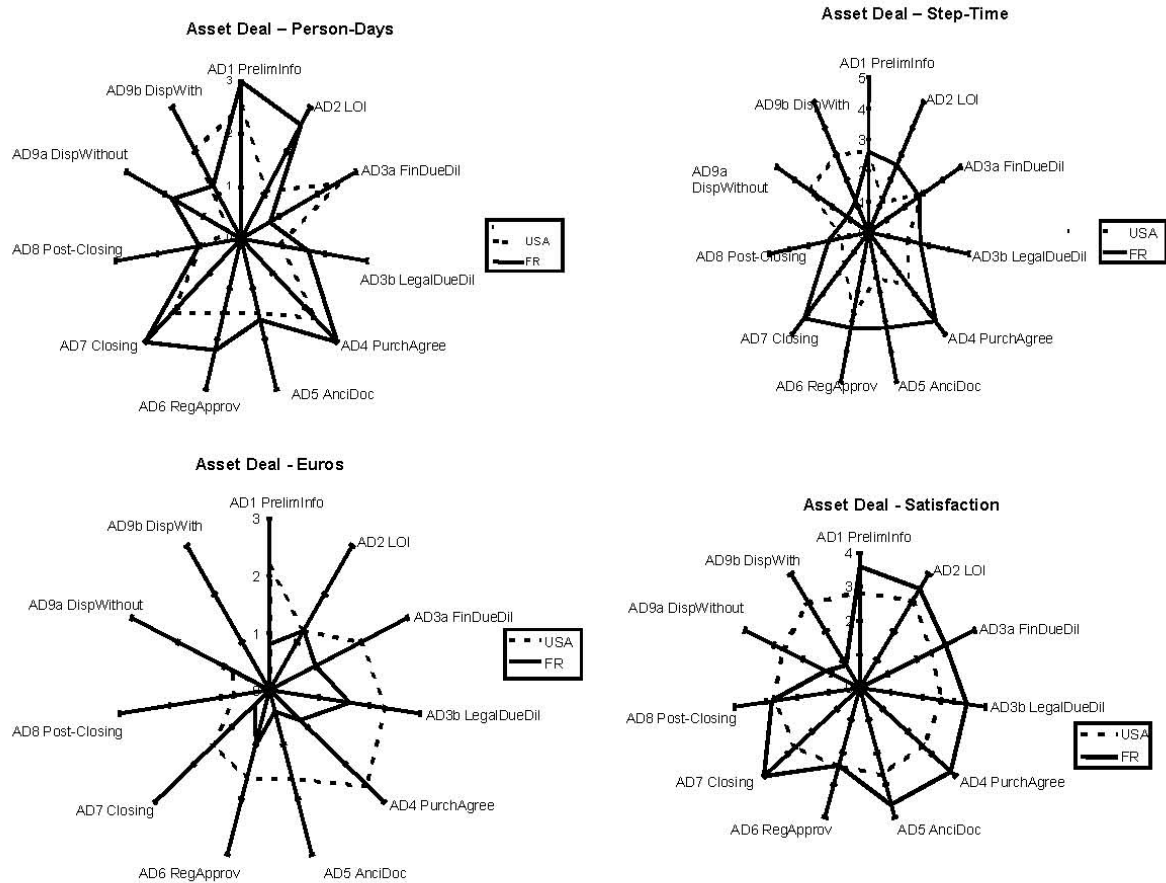 Asset Deal – Person-Days
AD1 PrelimInfo
3
AD9b DispWith
AD2 LOI
2
AD9a DispWithout
AD3a FinDueDil
1
AD8 Post-Closing
AD3b LegalDueDil
AD7 Closing
AD4 PurchAgree
AD6 RegApprov
AD5 AnciDoc
USA
FR
Asset Deal – Step-Time
AD1 PrelimInfo
5
AD9b DispWith
AD2 LOI
4
3
AD9a
DispWithout
AD3a FinDueDil
AD8 Post-Closing
AD3b LegalDueDil
AD7 Closing
AD4 PurchAgree
AD6 RegApprov
AD5 AnciDoc
USA
FR
Asset Deal - Euros
AD1 PrelimInfo
3
AD9b DispWith
AD2 LOI
2
AD9a DispWithout
AD3a FinDueDil
1
AD8 Post-Closing
AD3b LegalDueDil
AD7 Closing
AD4 PurchAgree
AD6 RegApprov
AD5 AnciDoc
USA
FR
Asset Deal - Satisfaction
AD1 PrelimInfo
4
AD9b DispWith
AD2 LOI
3
AD9a DispWithout
AD3a FinDueDil
2
AD8 Post-Closing
AD3b LegalDueDil
AD7 Closing
AD4 PurchAgree
AD6 RegApprov
AD5 AnciDoc
USA
FR